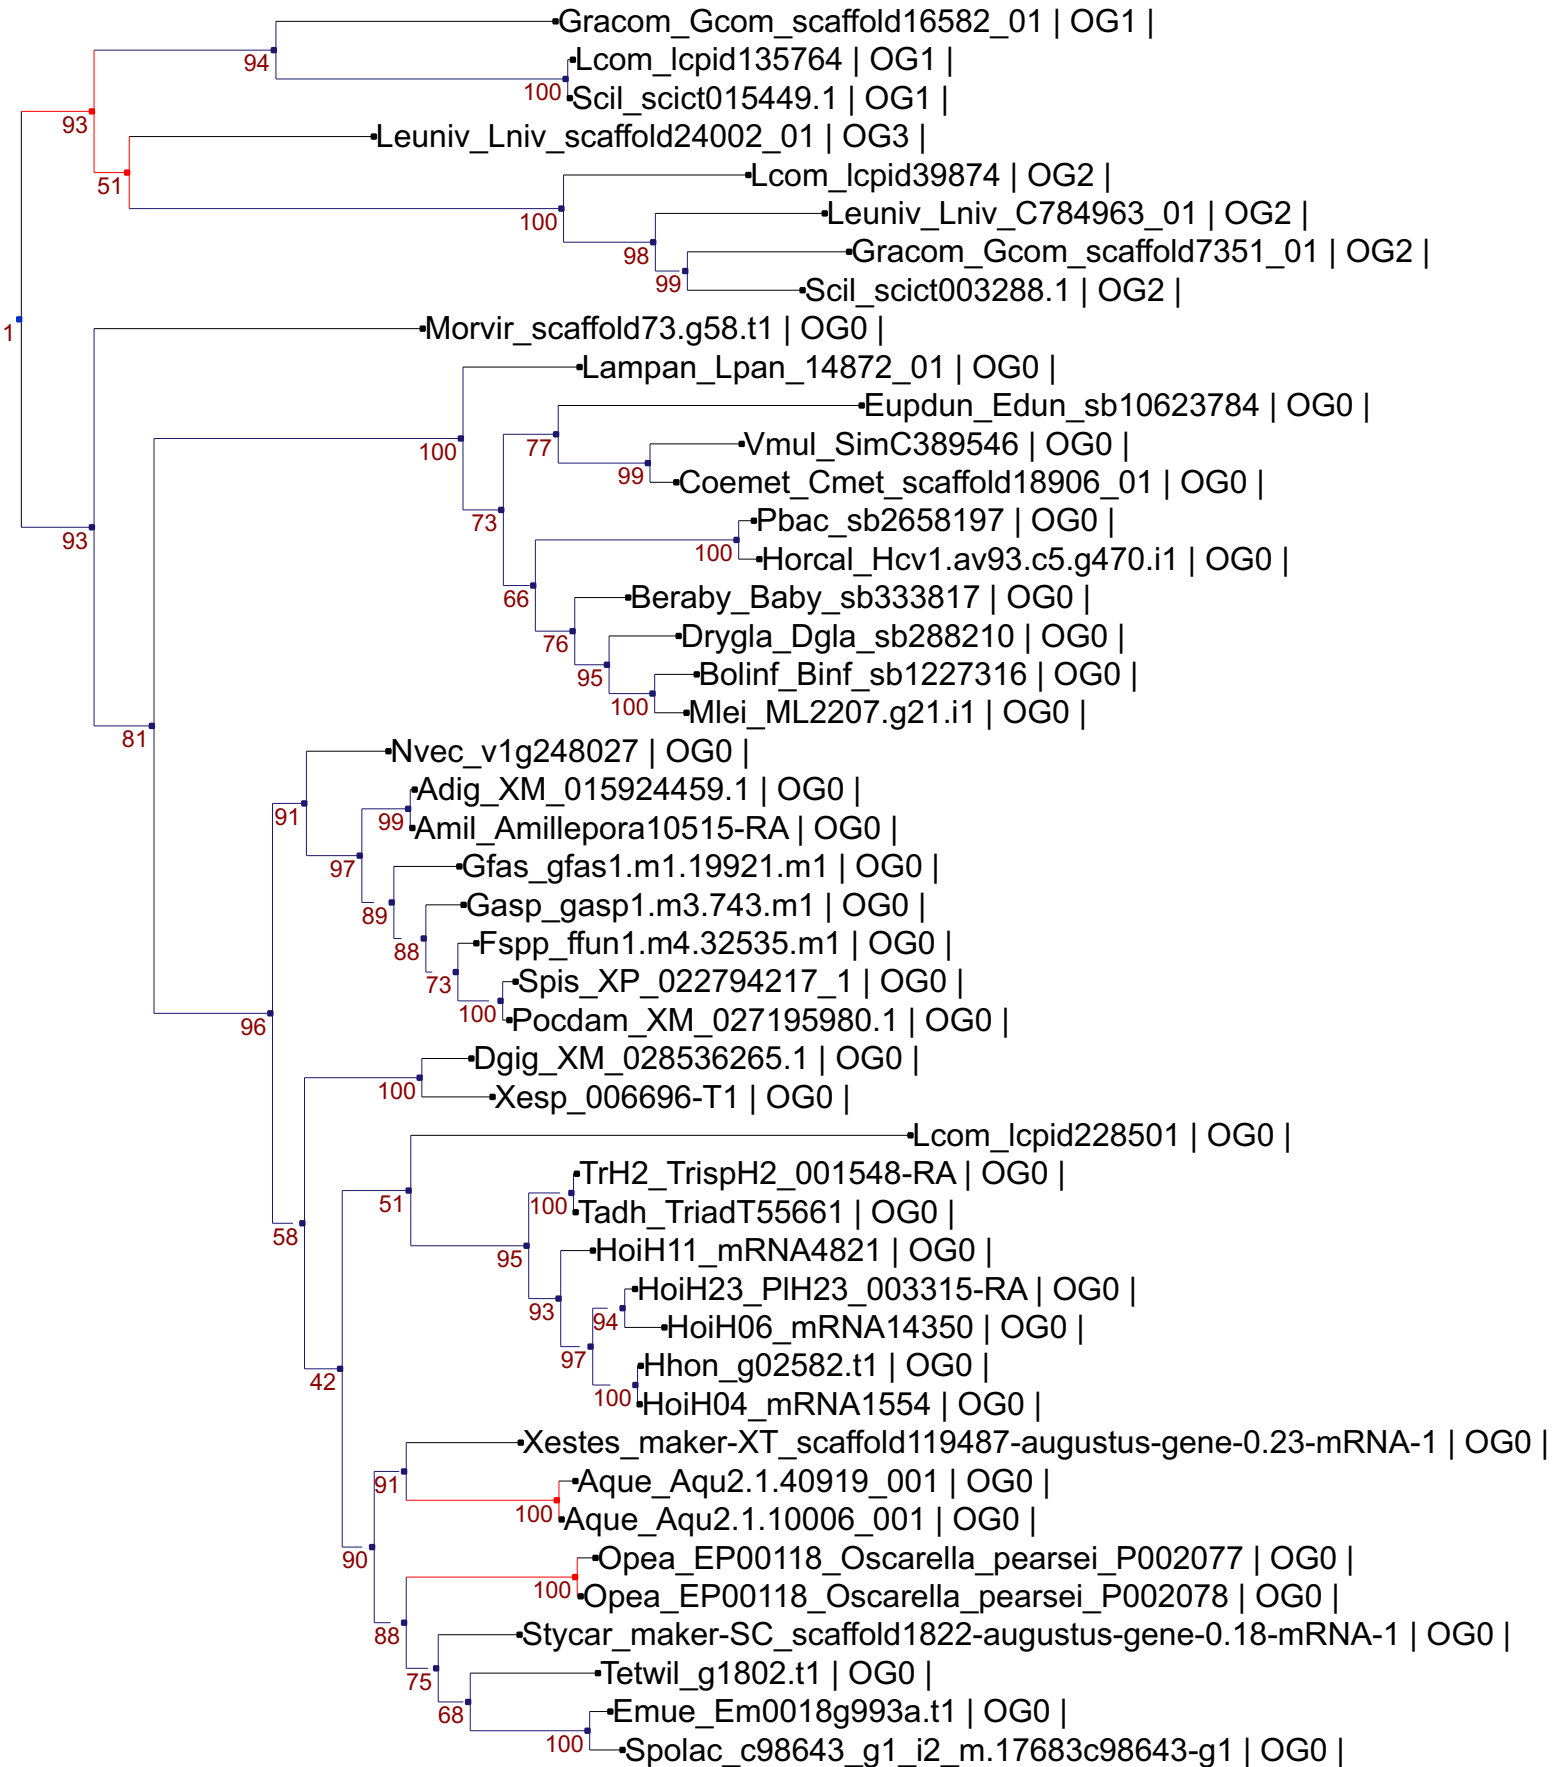 Gracom_Gcom_scaffold16582_01 | OG1 |
94
Lcom_lcpid135764 | OG1 |
100
Scil_scict015449.1 | OG1 |
93
Leuniv_Lniv_scaffold24002_01 | OG3 |
51
Lcom_lcpid39874 | OG2 |
100
Leuniv_Lniv_C784963_01 | OG2 |
98
Gracom_Gcom_scaffold7351_01 | OG2 |
99
Scil_scict003288.1 | OG2 |
1
Morvir_scaffold73.g58.t1 | OG0 |
Lampan_Lpan_14872_01 | OG0 |
Eupdun_Edun_sb10623784 | OG0 |
100
77
Vmul_SimC389546 | OG0 |
99
Coemet_Cmet_scaffold18906_01 | OG0 |
73
Pbac_sb2658197 | OG0 |
93
100
Horcal_Hcv1.av93.c5.g470.i1 | OG0 |
66
Beraby_Baby_sb333817 | OG0 |
76
Drygla_Dgla_sb288210 | OG0 |
95
Bolinf_Binf_sb1227316 | OG0 |
100
Mlei_ML2207.g21.i1 | OG0 |
81
Nvec_v1g248027 | OG0 |
Adig_XM_015924459.1 | OG0 |
91
99
Amil_Amillepora10515-RA | OG0 |
97
Gfas_gfas1.m1.19921.m1 | OG0 |
89
Gasp_gasp1.m3.743.m1 | OG0 |
88
Fspp_ffun1.m4.32535.m1 | OG0 |
73
Spis_XP_022794217_1 | OG0 |
100
Pocdam_XM_027195980.1 | OG0 |
96
Dgig_XM_028536265.1 | OG0 |
100
Xesp_006696-T1 | OG0 |
Lcom_lcpid228501 | OG0 |
TrH2_TrispH2_001548-RA | OG0 |
51
100
Tadh_TriadT55661 | OG0 |
58
95
HoiH11_mRNA4821 | OG0 |
HoiH23_PlH23_003315-RA | OG0 |
93
94
HoiH06_mRNA14350 | OG0 |
97
Hhon_g02582.t1 | OG0 |
42
100
HoiH04_mRNA1554 | OG0 |
Xestes_maker-XT_scaffold119487-augustus-gene-0.23-mRNA-1 | OG0 |
91
Aque_Aqu2.1.40919_001 | OG0 |
100
Aque_Aqu2.1.10006_001 | OG0 |
90
Opea_EP00118_Oscarella_pearsei_P002077 | OG0 |
100
Opea_EP00118_Oscarella_pearsei_P002078 | OG0 |
88
Stycar_maker-SC_scaffold1822-augustus-gene-0.18-mRNA-1 | OG0 |
75
Tetwil_g1802.t1 | OG0 |
68
Emue_Em0018g993a.t1 | OG0 |
100
Spolac_c98643_g1_i2_m.17683c98643-g1 | OG0 |